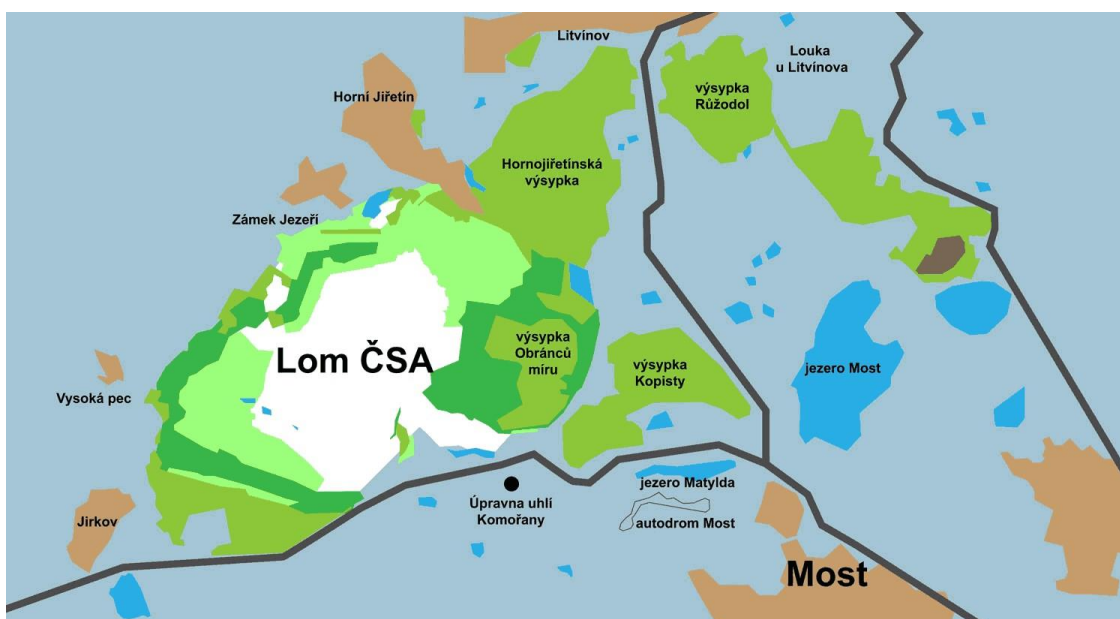 Litvínov
Louka
u Litvínova
výsypka
Růžodol
Horní Jiřetín
Hornojiřetínská
výsypka
Zámek Jezeří
výsypka
Obránců
míru
výsypka
Kopisty
Lom ČSA
jezero Most
Vysoká pec
jezero Matylda
Úpravna uhlí
Komořany
autodrom Most
Jirkov
Most